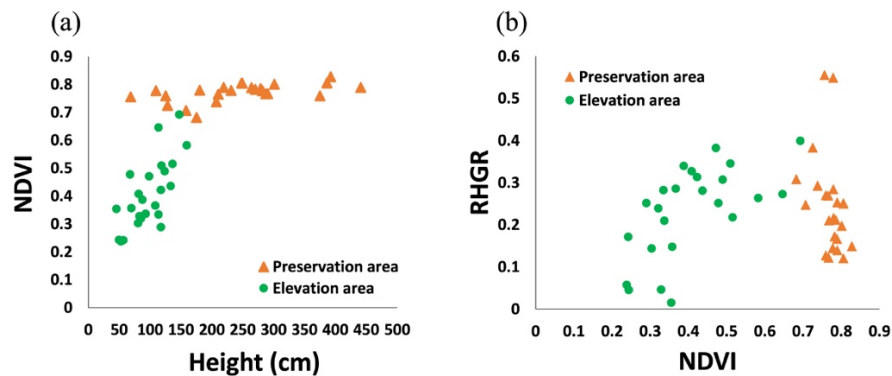 (a)
NDVI
0.9
0.8
0.7
0.6
0.5
0.4
0.3
0.2
0.1
0
Preservation area
Elevation area
0 50 100 150 200 250 300 350 400 450 500
Height (cm)
(b)
RHGR
0.6
0.5
0.4
0.3
0.2
0.1
0
Preservation area
Elevation area
0 0.1 0.2 0.3 0.4 0.5 0.6 0.7 0.8 0.9
NDVI